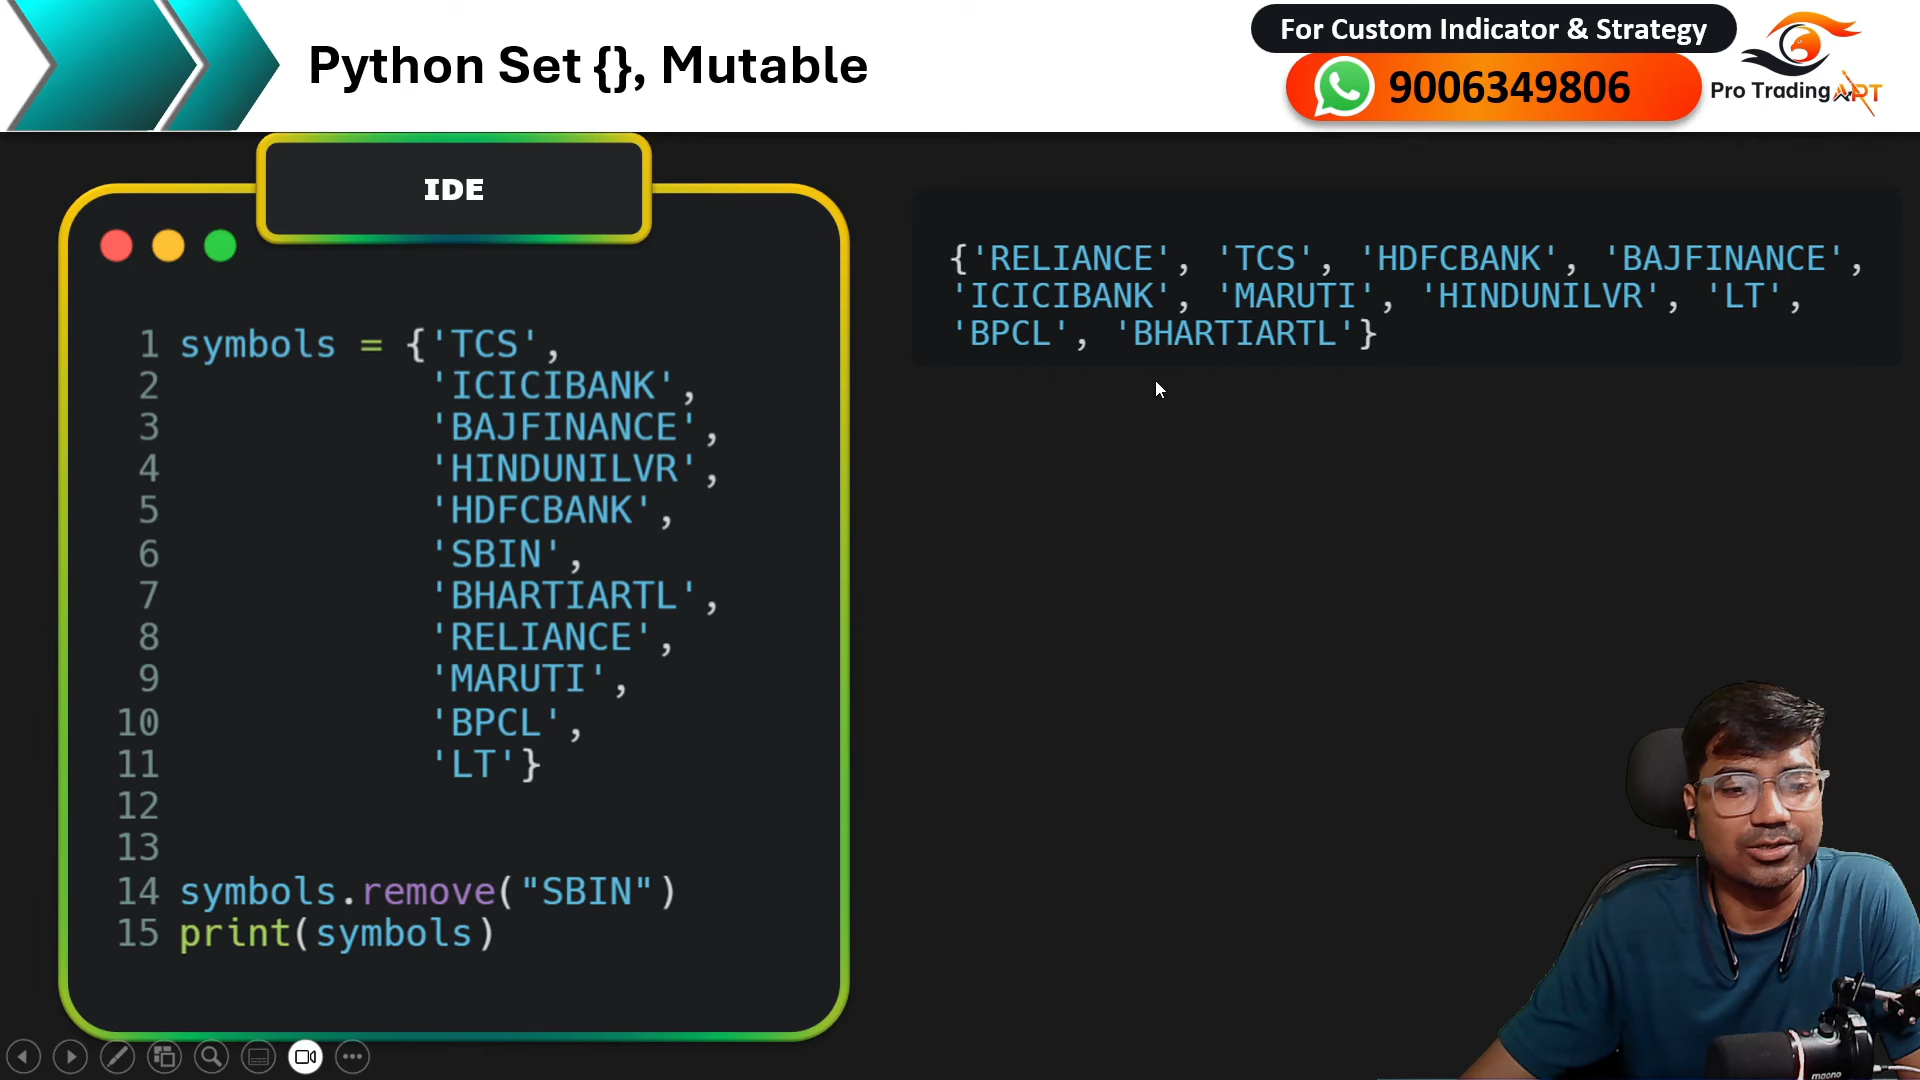 Python Set {}, Mutable
For Custom Indicator & Strategy
9006349806
Pro Trading ART
IDE
1 symbols = {'TCS',
2 'ICICIBANK',
3 'BAJFINANCE',
4 'HINDUNILVR',
5 'HDFCBANK',
6 'SBIN',
7 'BHARTIARTL',
8 'RELIANCE',
9 'MARUTI',
10 'BPCL',
11 'LT'}
12
13
14 symbols.remove("SBIN")
15 print(symbols)
{'RELIANCE', 'TCS', 'HDFCBANK', 'BAJFINANCE',
'ICICIBANK', 'MARUTI', 'HINDUNILVR', 'LT',
'BPCL', 'BHARTIARTL'}
maono